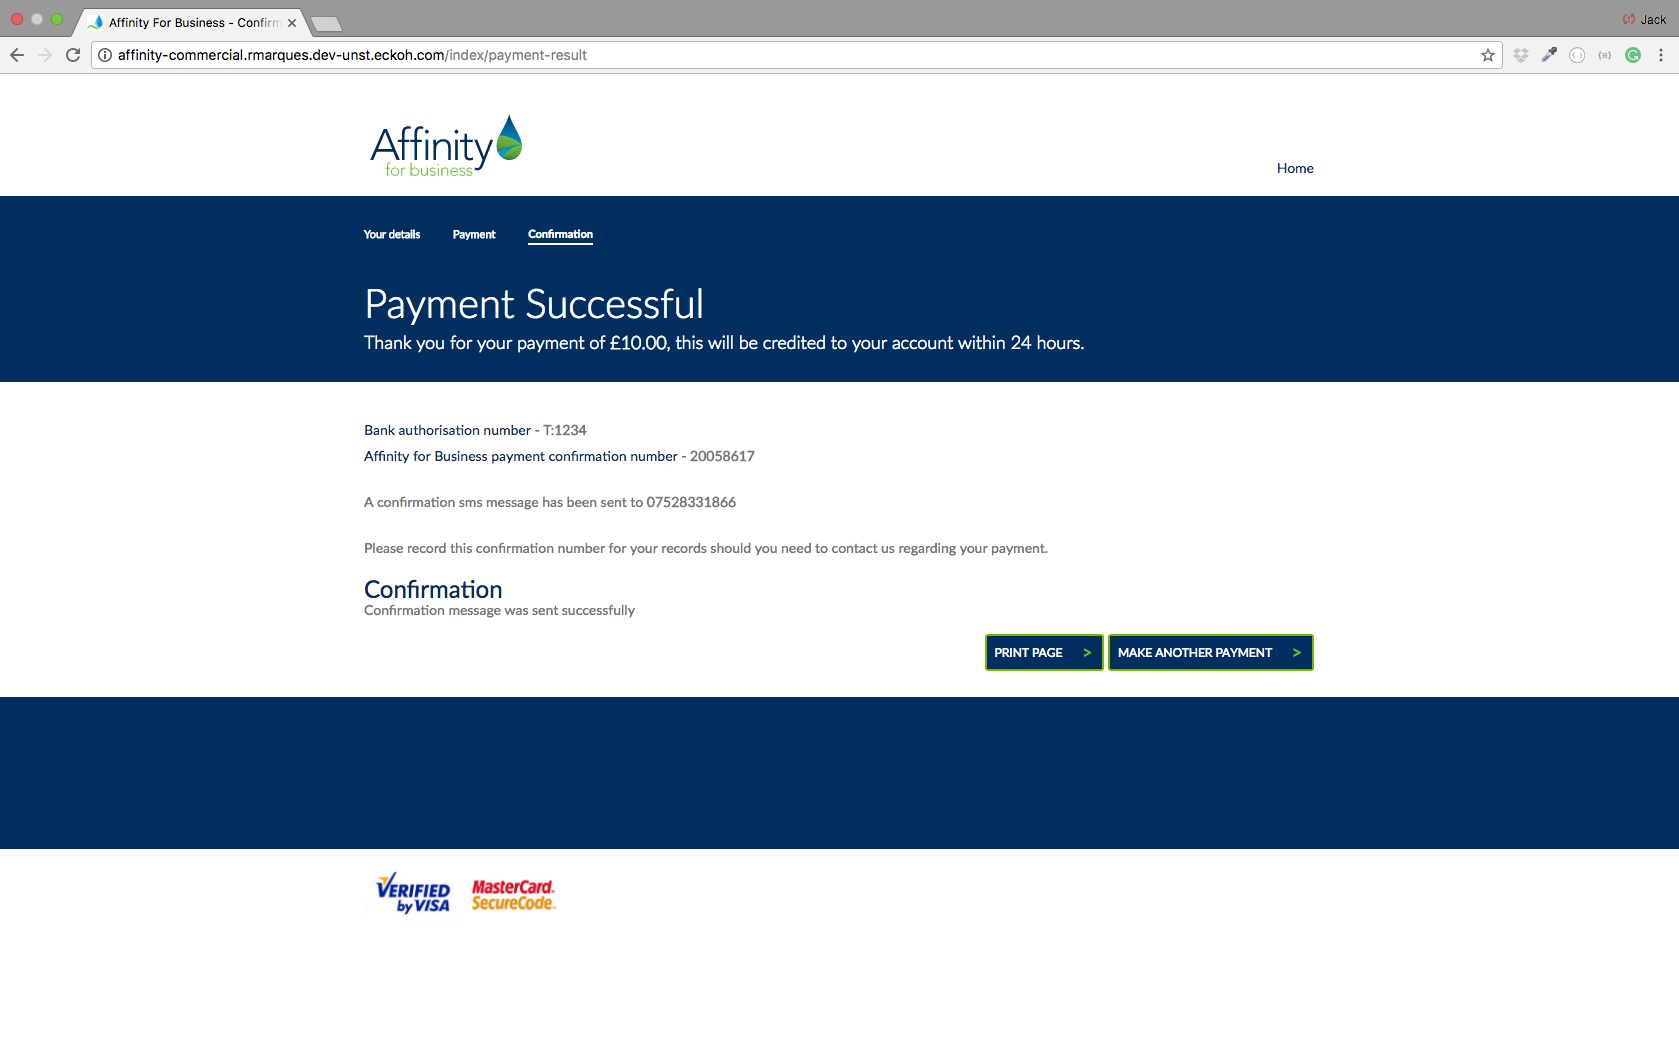 Affinity For Business - Confirm
Jack
affinity-commercial.rmarques.dev-unst.eckoh.com/index/payment-result
Affinity
for business
Home
Your details
Payment
Confirmation
Payment Successful
Thank you for your payment of £10.00, this will be credited to your account within 24 hours.
Bank authorisation number - T:1234
Affinity for Business payment confirmation number - 20058617
A confirmation sms message has been sent to 07528331866
Please record this confirmation number for your records should you need to contact us regarding your payment.
Confirmation
Confirmation message was sent successfully
PRINT PAGE >
MAKE ANOTHER PAYMENT >
VERIFIED
by VISA
MasterCard.
SecureCode.